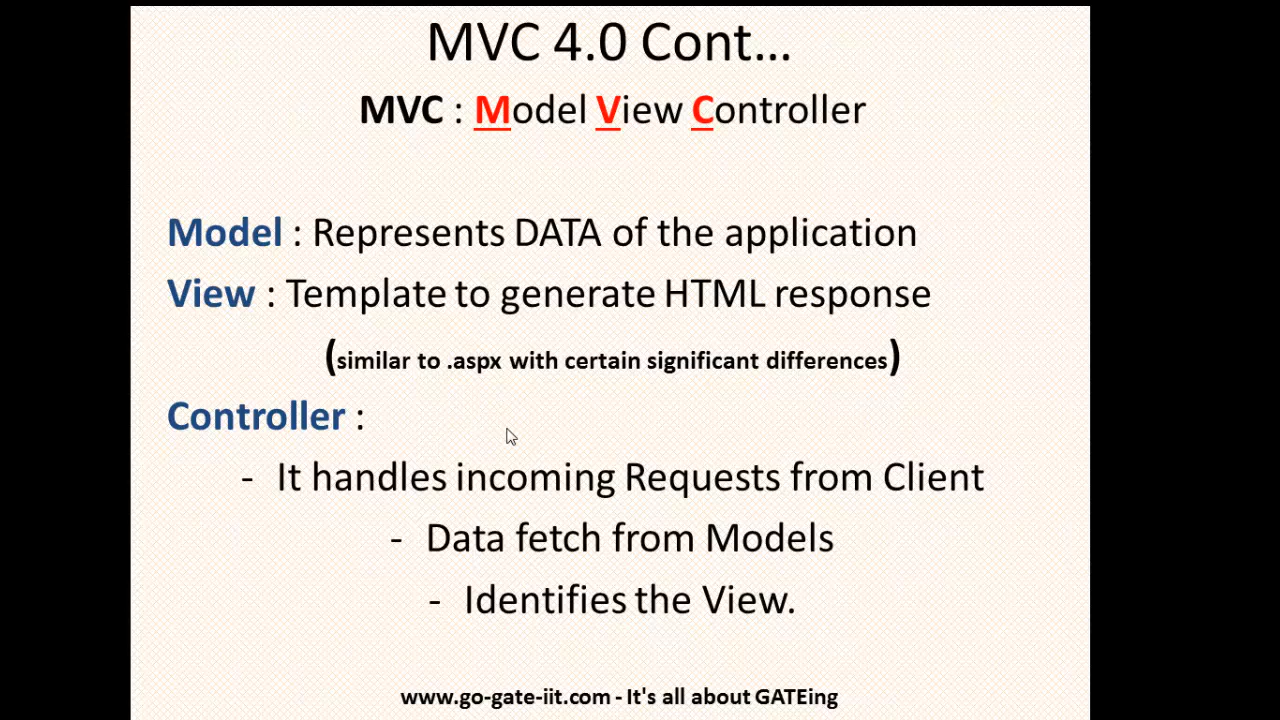 MVC 4.0 Cont...
MVC : Model View Controller
Model : Represents DATA of the application
View : Template to generate HTML response
(similar to .aspx with certain significant differences)
Controller :
- It handles incoming Requests from Client
- Data fetch from Models
- Identifies the View.
www.go-gate-iit.com - It's all about GATEing